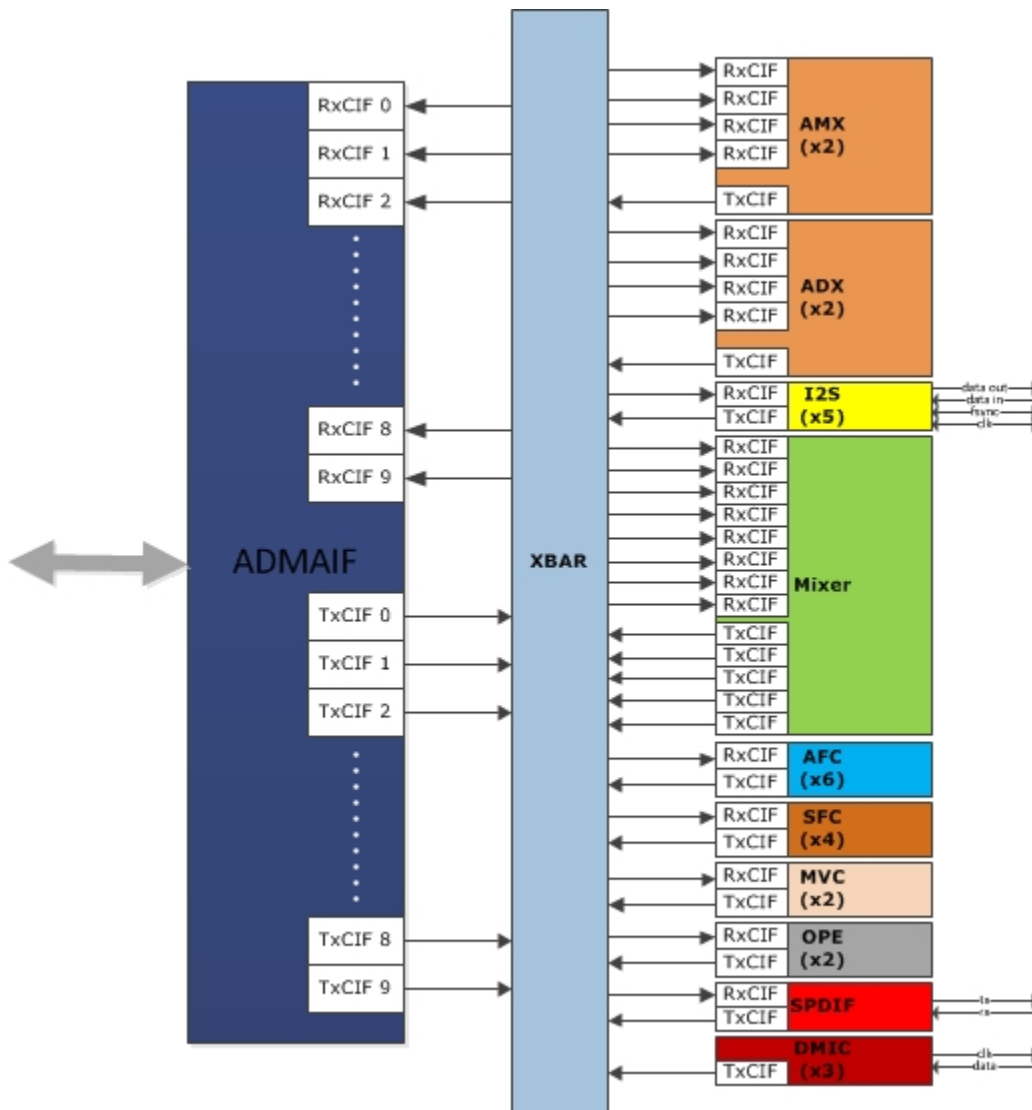 RxCIF 0
RxCIF 1
RxCIF 2
RxCIF 8
RxCIF 9
ADMAIF
TxCIF 0
TxCIF 1
TxCIF 2
TxCIF 8
TxCIF 9
XBAR
RxCIF
RxCIF
RxCIF
RxCIF
TxCIF
AMX
(x2)
RxCIF
RxCIF
RxCIF
RxCIF
TxCIF
ADX
(x2)
RxCIF
TxCIF
I2S
(x5)
data out
data in
fsync
clk
RxCIF
RxCIF
RxCIF
RxCIF
RxCIF
RxCIF
RxCIF
RxCIF
TxCIF
TxCIF
TxCIF
TxCIF
TxCIF
Mixer
RxCIF
TxCIF
AFC
(x6)
RxCIF
TxCIF
SFC
(x4)
RxCIF
TxCIF
MVC
(x2)
RxCIF
TxCIF
OPE
(x2)
RxCIF
TxCIF
SPDIF
TxCIF
DMIC
(x3)
clk
data